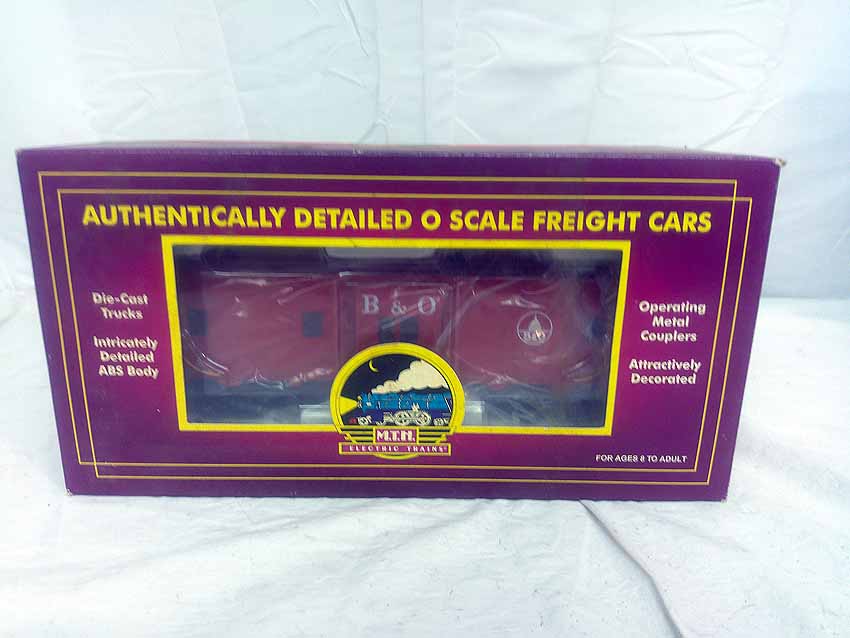 AUTHENTICALLY DETAILED O SCALE FREIGHT CARS
Die-Cast
Trucks
Intricately
Detailed
ABS Body
B & O
B&O
Operating
Metal
Couplers
Attractively
Decorated
M.T.H.
ELECTRIC TRAINS
FOR AGES 8 TO ADULT